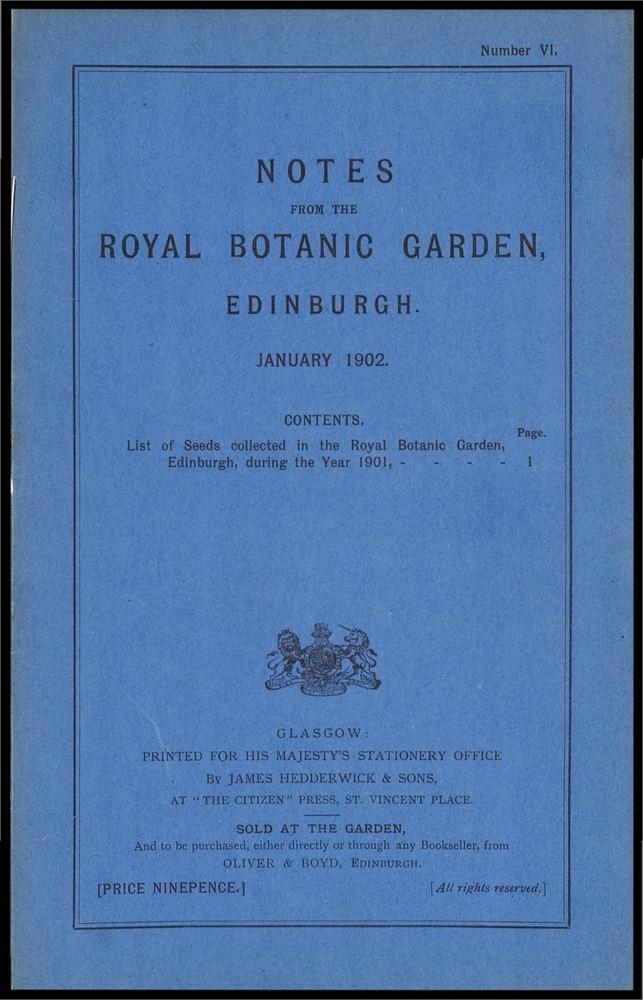 Number VI.
NOTES
FROM THE
ROYAL BOTANIC GARDEN,
EDINBURGH.
JANUARY 1902.
CONTENTS.
Page.
List of Seeds collected in the Royal Botanic Garden,
Edinburgh, during the Year 1901, - - - - 1
GLASGOW:
PRINTED FOR HIS MAJESTY'S STATIONERY OFFICE
BY JAMES HEDDERWICK & SONS,
AT "THE CITIZEN" PRESS, ST. VINCENT PLACE.
SOLD AT THE GARDEN,
And to be purchased, either directly or through any Bookseller, from
OLIVER & BOYD, EDINBURGH.
[PRICE NINEPENCE.] [All rights reserved.]